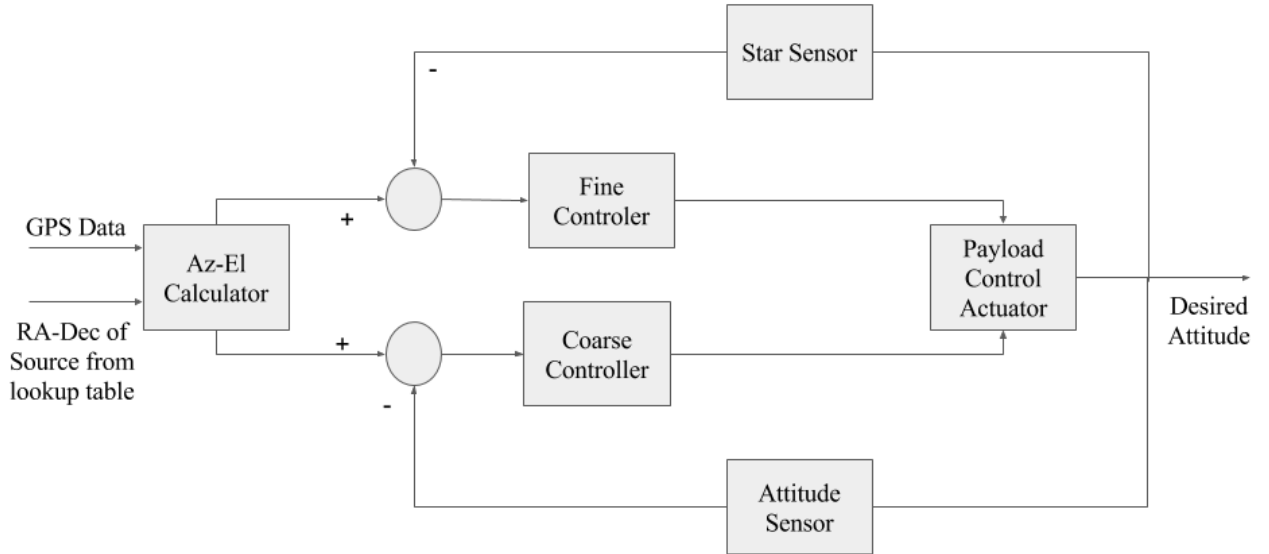 Star Sensor
-
Fine
Controler
+
GPS Data
Az-El
Calculator
Payload
Control
Actuator
RA-Dec of
Source from
lookup table
+
Coarse
Controller
Desired
Attitude
-
Attitude
Sensor